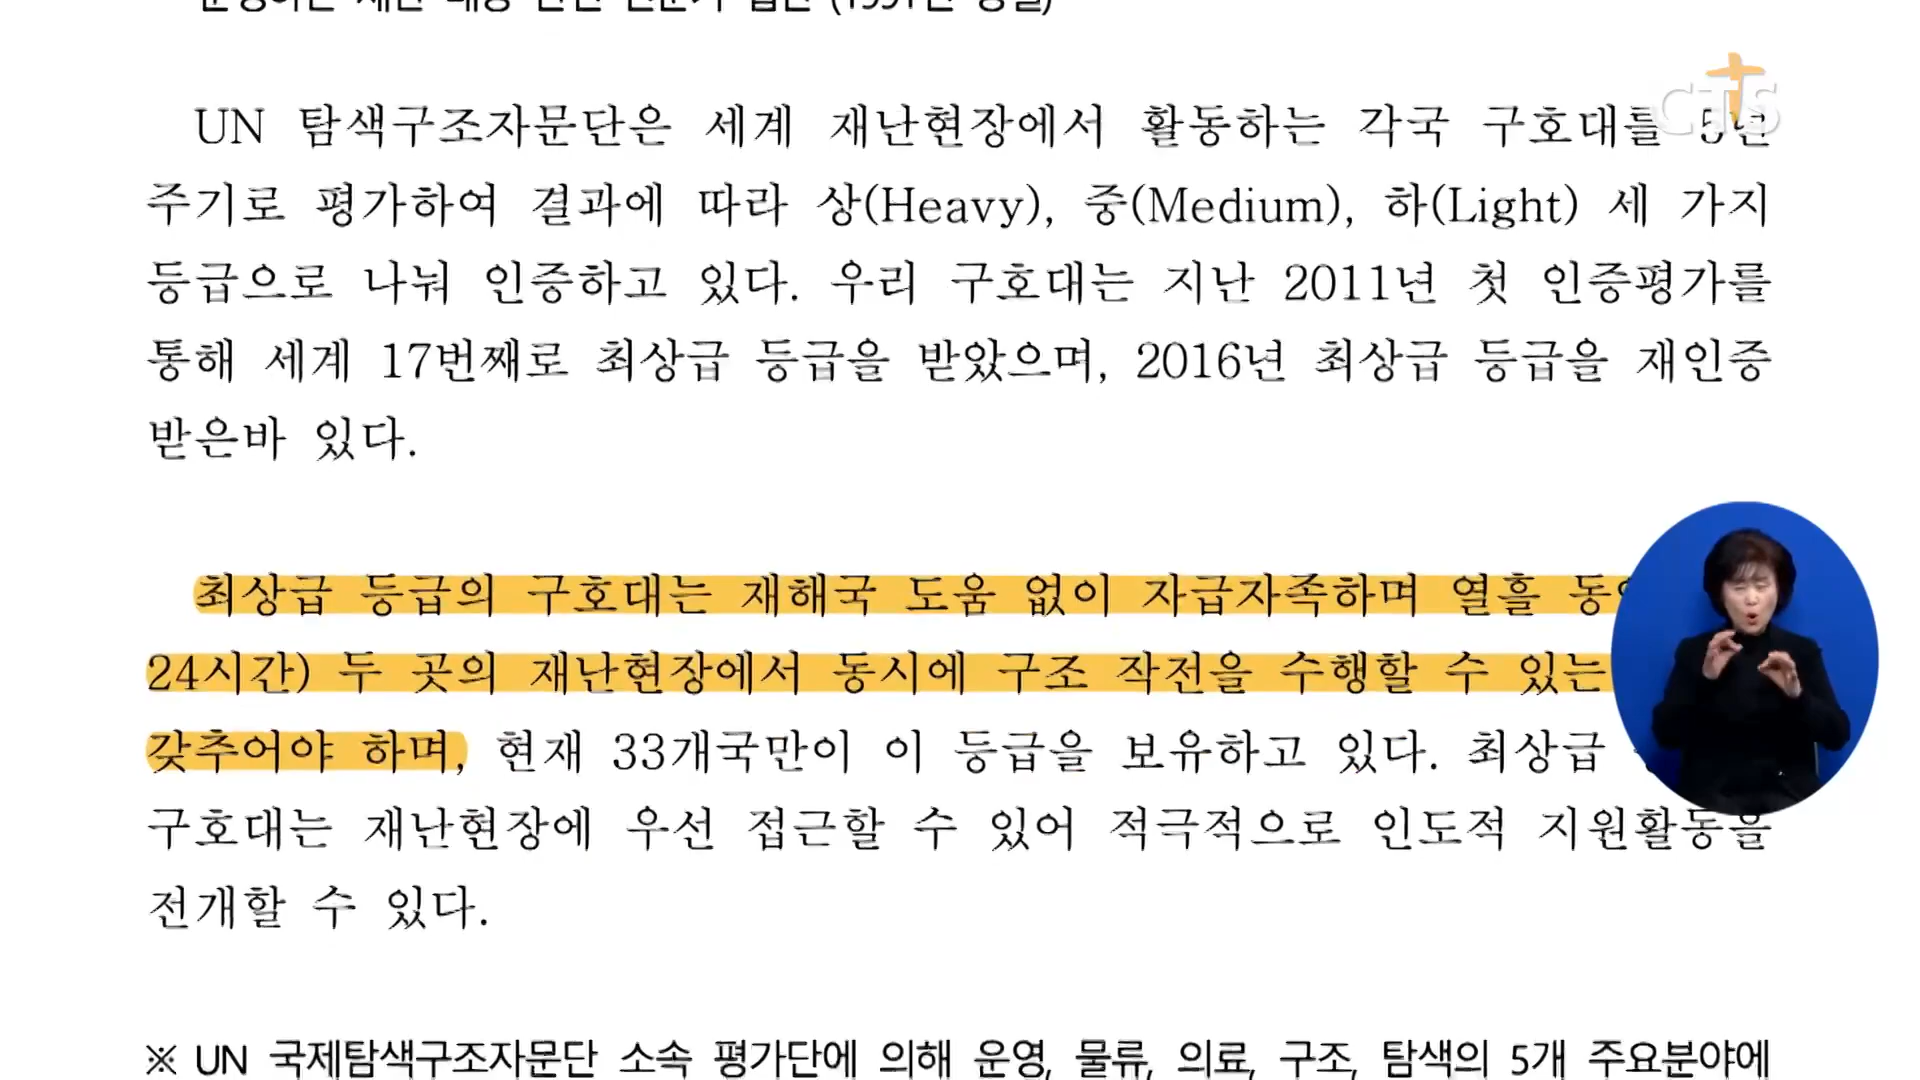 CTS
UN 탐색구조자문단은 세계 재난현장에서 활동하는 각국 구호대를 5년
주기로 평가하여 결과에 따라 상(Heavy), 중(Medium), 하(Light) 세 가지
등급으로 나눠 인증하고 있다. 우리 구호대는 지난 2011년 첫 인증평가를
통해 세계 17번째로 최상급 등급을 받았으며, 2016년 최상급 등급을 재인증
받은바 있다.
최상급 등급의 구호대는 재해국 도움 없이 자급자족하며 열흘
24시간) 두 곳의 재난현장에서 동시에 구조 작전을 수행할 수 있는
갖추어야 하며, 현재 33개국만이 이 등급을 보유하고 있다. 최상급
구호대는 재난현장에 우선 접근할 수 있어 적극적으로 인도적 지원활동을
전개할 수 있다.
※ UN 국제탐색구조자문단 소속 평가단에 의해 운영, 물류, 의료, 구조, 탐색의 5개 주요분야에